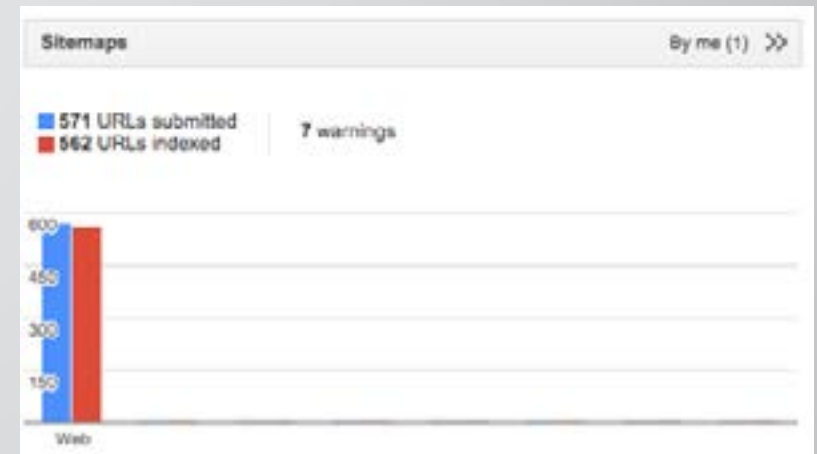 Sitemaps
By me (1)
571 URLs submitted
562 URLs indexed
7 warnings
600
450
300
150
Web